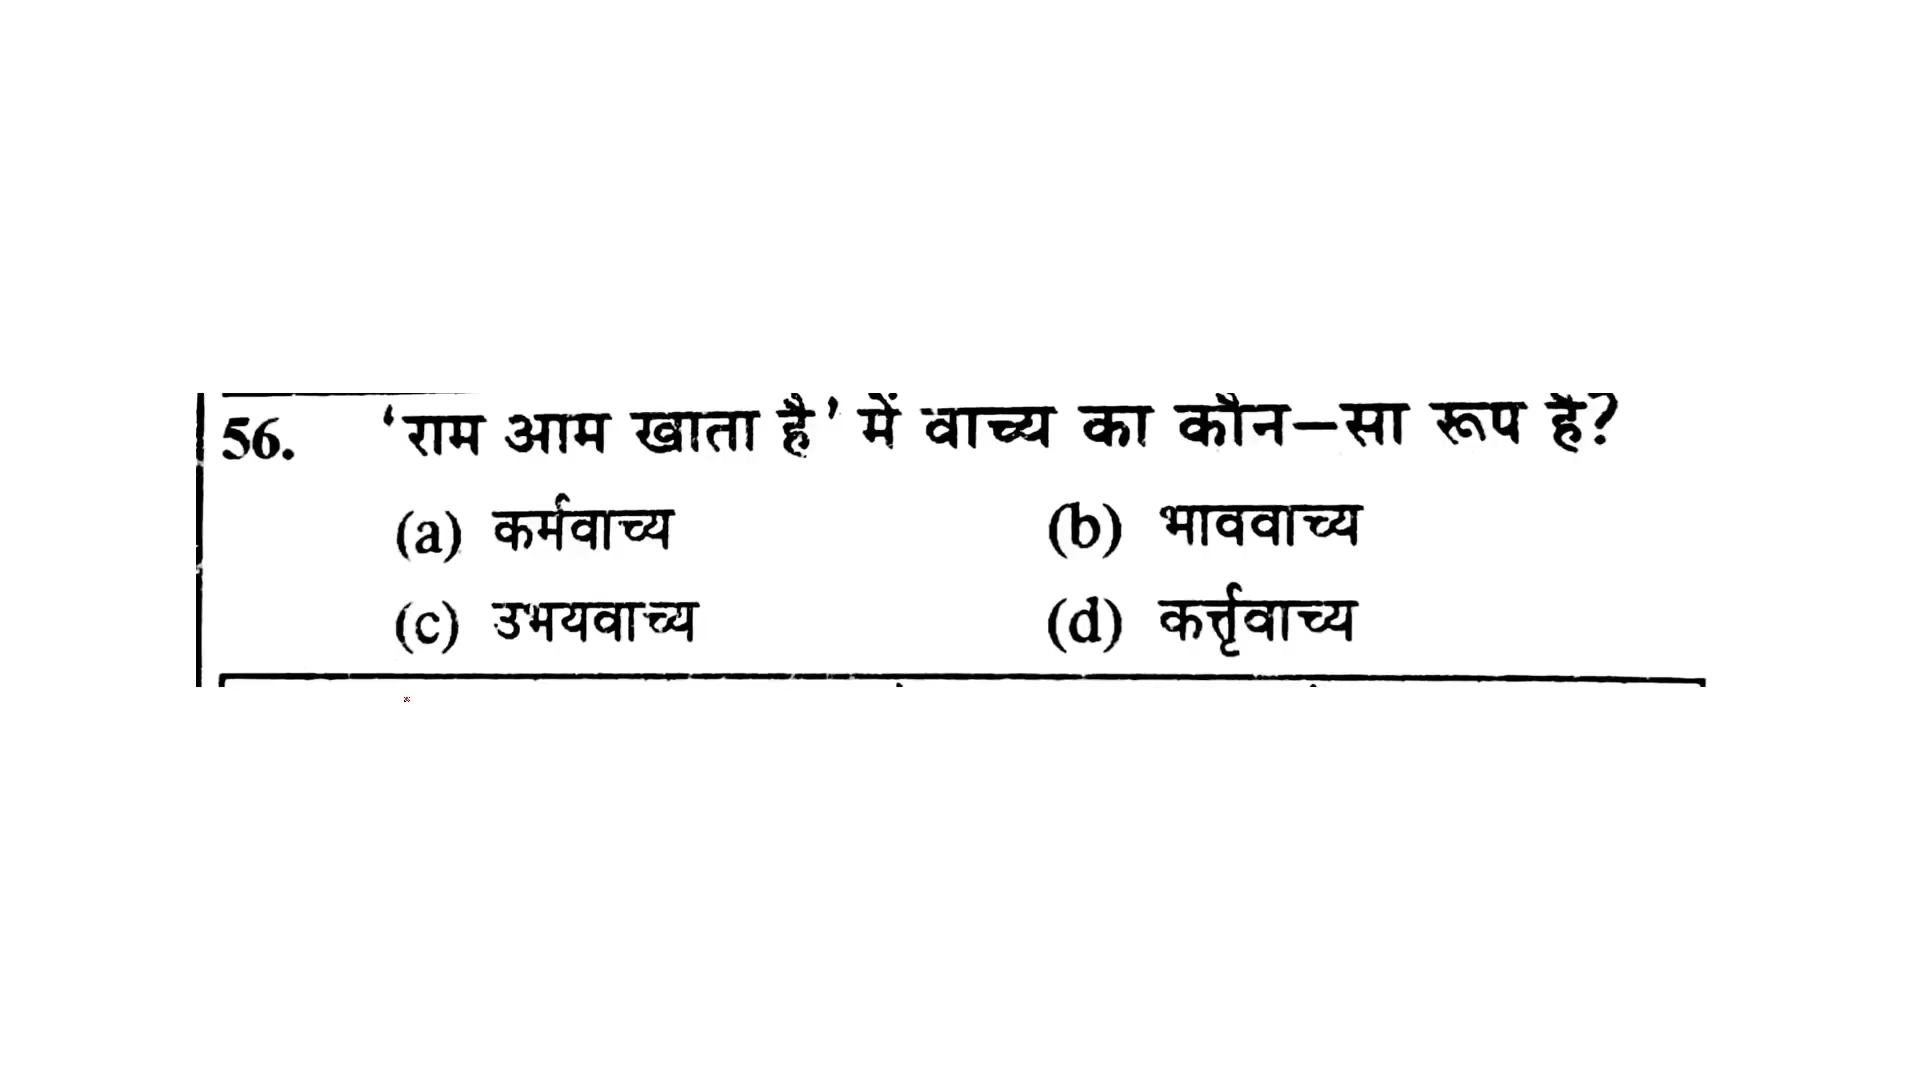 56. ‘राम आम खाता है’ में वाच्य का कौन–सा रूप है?
(a) कर्मवाच्य (b) भाववाच्य
(c) उभयवाच्य (d) कर्त्तृवाच्य